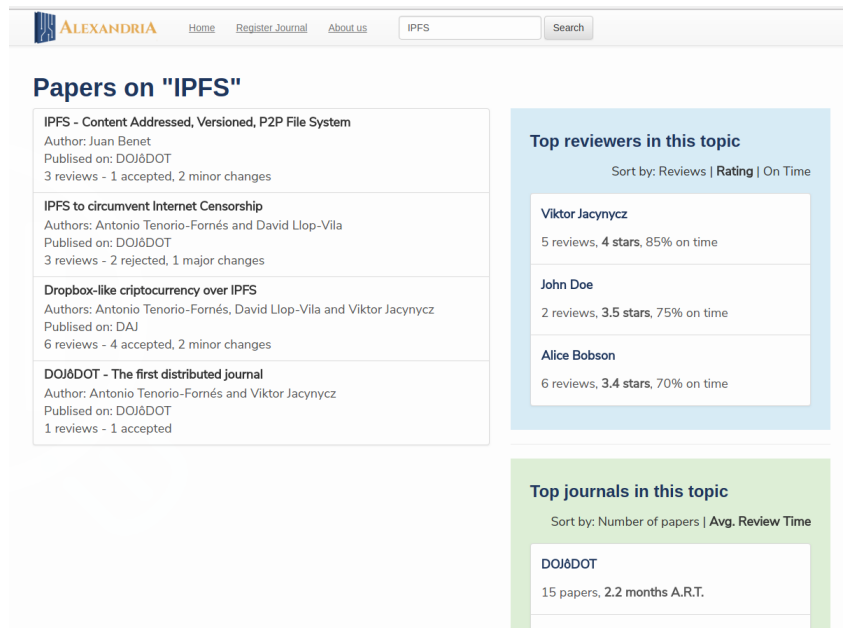 ALEXANDRIA Home Register Journal About us IPFS Search
Papers on "IPFS"
IPFS - Content Addressed, Versioned, P2P File System
Author: Juan Benet
Publised on: DOJôDOT
3 reviews - 1 accepted, 2 minor changes
IPFS to circumvent Internet Censorship
Authors: Antonio Tenorio-Fornés and David Llop-Vila
Publised on: DOJôDOT
3 reviews - 2 rejected, 1 major changes
Dropbox-like criptocurrency over IPFS
Authors: Antonio Tenorio-Fornés, David Llop-Vila and Viktor Jacynycz
Publised on: DAJ
6 reviews - 4 accepted, 2 minor changes
DOJôDOT - The first distributed journal
Author: Antonio Tenorio-Fornés and Viktor Jacynycz
Publised on: DOJôDOT
1 reviews - 1 accepted
Top reviewers in this topic
Sort by: Reviews | Rating | On Time
Viktor Jacynycz
5 reviews, 4 stars, 85% on time
John Doe
2 reviews, 3.5 stars, 75% on time
Alice Bobson
6 reviews, 3.4 stars, 70% on time
Top journals in this topic
Sort by: Number of papers | Avg. Review Time
DOJôDOT
15 papers, 2.2 months A.R.T.